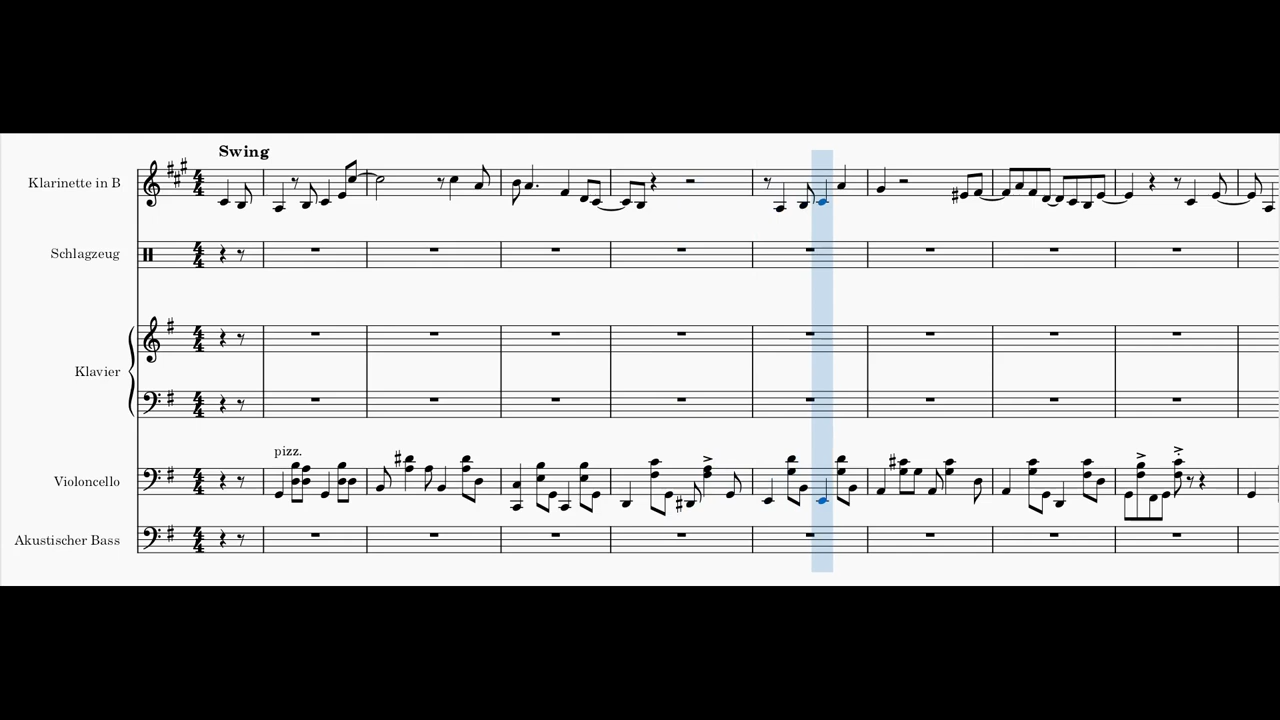 Swing
Klarinette in B
Schlagzeug
Klavier
pizz.
Violoncello
Akustischer Bass